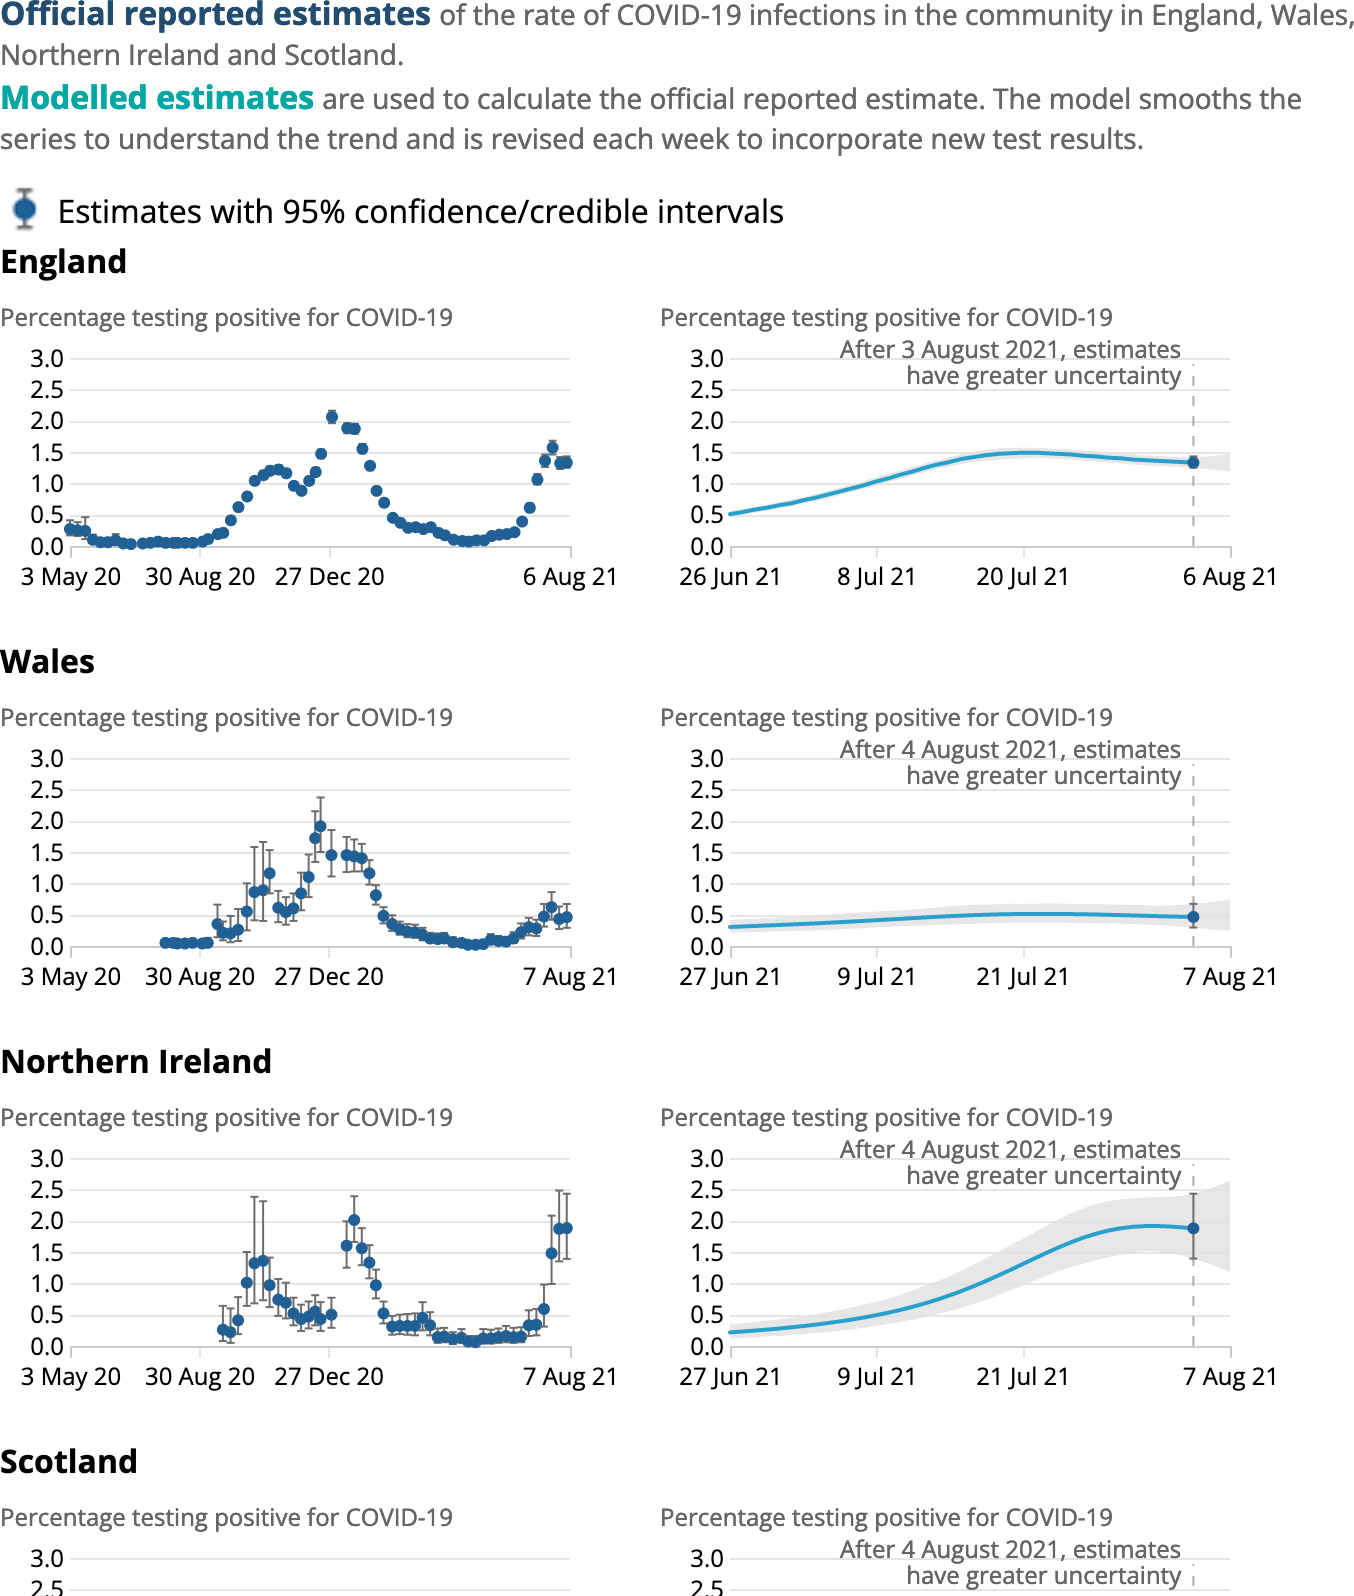 Official reported estimates of the rate of COVID-19 infections in the community in England, Wales,
Northern Ireland and Scotland.
Modelled estimates are used to calculate the official reported estimate. The model smooths the
series to understand the trend and is revised each week to incorporate new test results.
Estimates with 95% confidence/credible intervals
England
Percentage testing positive for COVID-19
3.0
2.5
2.0
1.5
1.0
0.5
0.0
3 May 20 30 Aug 20 27 Dec 20 6 Aug 21
Percentage testing positive for COVID-19
After 3 August 2021, estimates
have greater uncertainty
3.0
2.5
2.0
1.5
1.0
0.5
0.0
26 Jun 21 8 Jul 21 20 Jul 21 6 Aug 21
Wales
Percentage testing positive for COVID-19
3.0
2.5
2.0
1.5
1.0
0.5
0.0
3 May 20 30 Aug 20 27 Dec 20 7 Aug 21
Percentage testing positive for COVID-19
After 4 August 2021, estimates
have greater uncertainty
3.0
2.5
2.0
1.5
1.0
0.5
0.0
27 Jun 21 9 Jul 21 21 Jul 21 7 Aug 21
Northern Ireland
Percentage testing positive for COVID-19
3.0
2.5
2.0
1.5
1.0
0.5
0.0
3 May 20 30 Aug 20 27 Dec 20 7 Aug 21
Percentage testing positive for COVID-19
After 4 August 2021, estimates
have greater uncertainty
3.0
2.5
2.0
1.5
1.0
0.5
0.0
27 Jun 21 9 Jul 21 21 Jul 21 7 Aug 21
Scotland
Percentage testing positive for COVID-19
3.0
2.5
Percentage testing positive for COVID-19
After 4 August 2021, estimates
have greater uncertainty
3.0
2.5